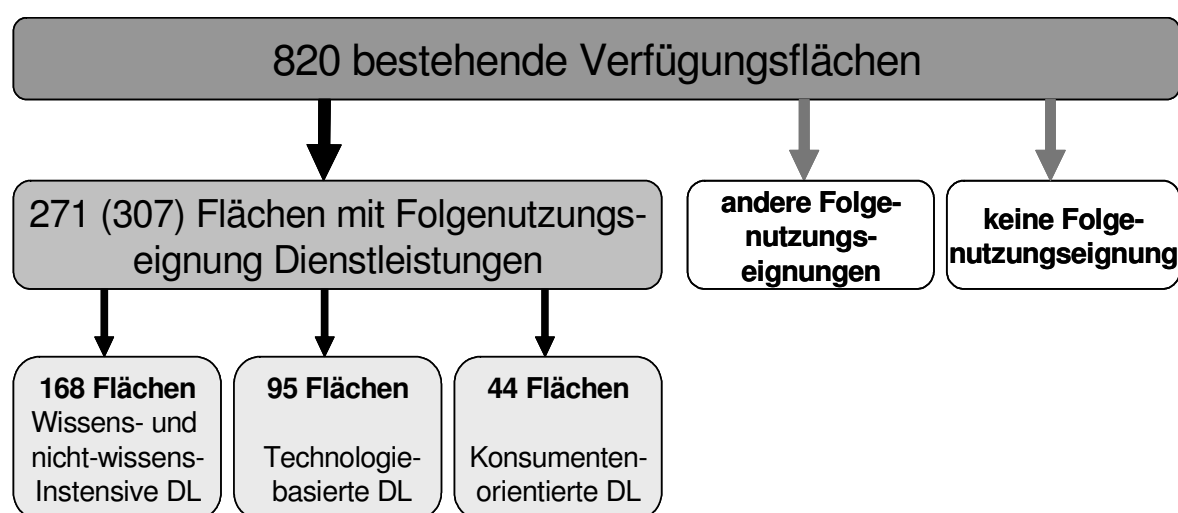 820 bestehende Verfügungsflächen
271 (307) Flächen mit Folgenutzungs-
eignung Dienstleistungen
andere Folge-
nutzungs-
eignungen
keine Folge-
nutzungseignung
168 Flächen
Wissens- und
nicht-wissens-
Instensive DL
95 Flächen
Technologie-
basierte DL
44 Flächen
Konsumenten-
orientierte DL